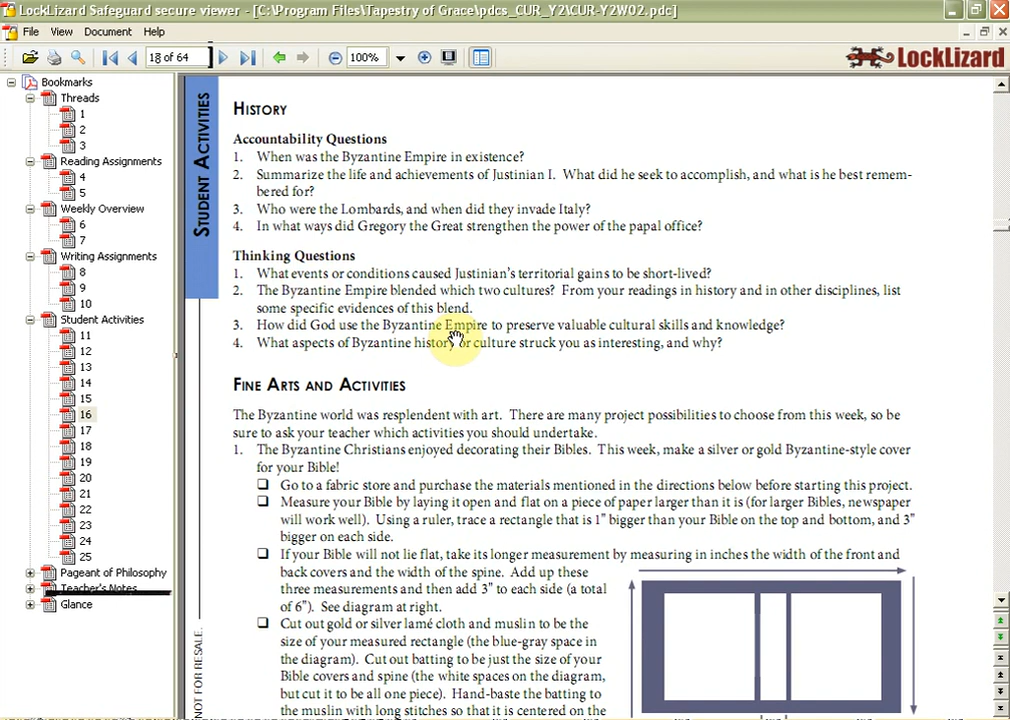 LockLizard Safeguard secure viewer - [C:\Program Files\Tapestry of Grace\pdcs_CUR_Y2\CUR-Y2W02.pdc]
File View Document Help
18 of 64
100%
LOCKLIZARD
Bookmarks
Threads
1
2
3
Reading Assignments
4
5
Weekly Overview
6
7
Writing Assignments
8
9
10
Student Activities
11
12
13
14
15
16
17
18
19
20
21
22
23
24
25
Pageant of Philosophy
Teacher's Notes
Glance
STUDENT ACTIVITIES
NOT FOR RESALE.
HISTORY
Accountability Questions
1. When was the Byzantine Empire in existence?
2. Summarize the life and achievements of Justinian I. What did he seek to accomplish, and what is he best remem-
bered for?
3. Who were the Lombards, and when did they invade Italy?
4. In what ways did Gregory the Great strengthen the power of the papal office?
Thinking Questions
1. What events or conditions caused Justinian's territorial gains to be short-lived?
2. The Byzantine Empire blended which two cultures? From your readings in history and in other disciplines, list
some specific evidences of this blend.
3. How did God use the Byzantine Empire to preserve valuable cultural skills and knowledge?
4. What aspects of Byzantine history or culture struck you as interesting, and why?
FINE ARTS AND ACTIVITIES
The Byzantine world was resplendent with art. There are many project possibilities to choose from this week, so be
sure to ask your teacher which activities you should undertake.
1. The Byzantine Christians enjoyed decorating their Bibles. This week, make a silver or gold Byzantine-style cover
for your Bible!
Go to a fabric store and purchase the materials mentioned in the directions below before starting this project.
Measure your Bible by laying it open and flat on a piece of paper larger than it is (for larger Bibles, newspaper
will work well). Using a ruler, trace a rectangle that is 1" bigger than your Bible on the top and bottom, and 3"
bigger on each side.
If your Bible will not lie flat, take its longer measurement by measuring in inches the width of the front and
back covers and the width of the spine. Add up these
three measurements and then add 3" to each side (a total
of 6"). See diagram at right.
Cut out gold or silver lamé cloth and muslin to be the
size of your measured rectangle (the blue-gray space in
the diagram). Cut out batting to be just the size of your
Bible covers and spine (the white spaces on the diagram,
but cut it to be all one piece). Hand-baste the batting to
the muslin with long stitches so that it is centered on the